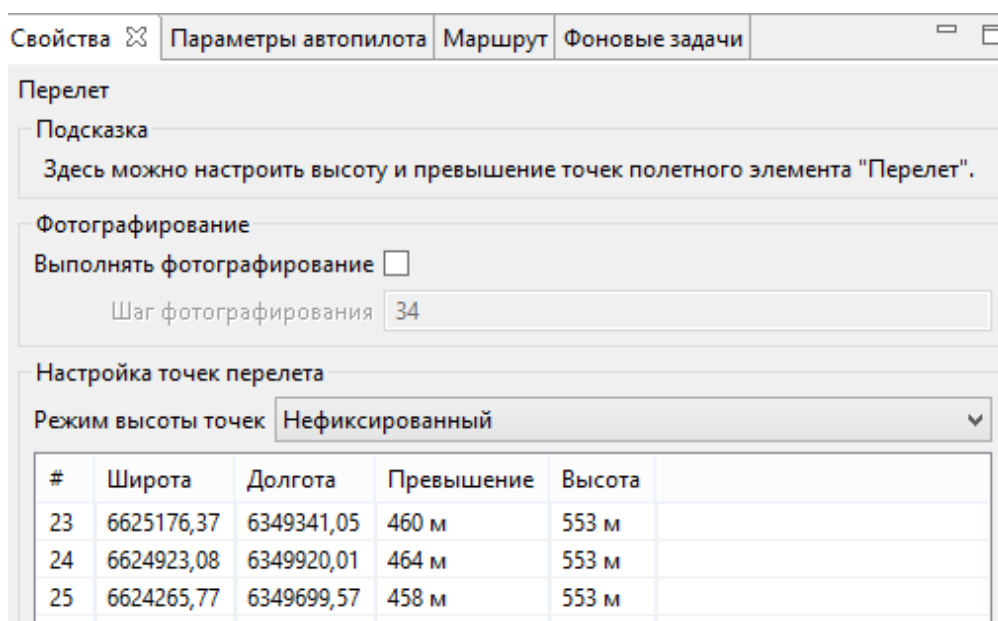 Свойства Параметры автопилота Маршрут Фоновые задачи
Перелет
Подсказка
Здесь можно настроить высоту и превышение точек полетного элемента "Перелет".
Фотографирование
Выполнять фотографирование
Шаг фотографирования 34
Настройка точек перелета
Режим высоты точек Нефиксированный
# Широта Долгота Превышение Высота
23 6625176,37 6349341,05 460 м 553 м
24 6624923,08 6349920,01 464 м 553 м
25 6624265,77 6349699,57 458 м 553 м